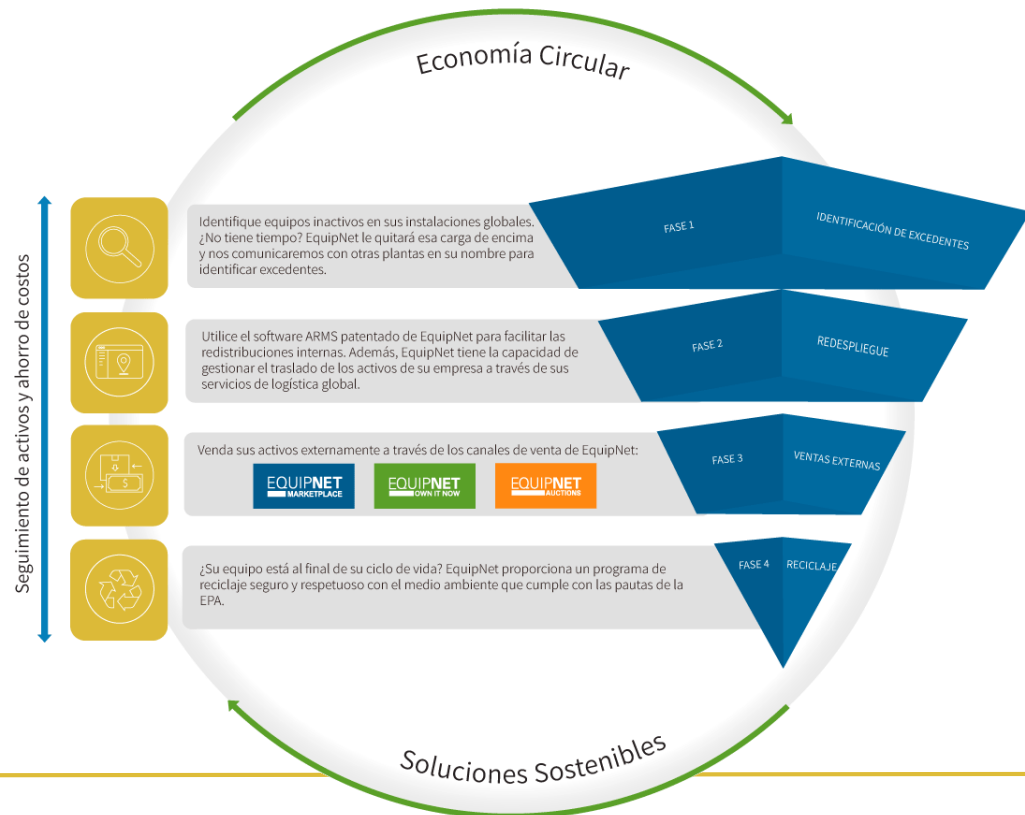 Economía Circular
Seguimiento de activos y ahorro de costos
Identifique equipos inactivos en sus instalaciones globales.
¿No tiene tiempo? EquipNet le quitará esa carga de encima
y nos comunicaremos con otras plantas en su nombre para
identificar excedentes.
FASE 1
IDENTIFICACIÓN DE EXCEDENTES
Utilice el software ARMS patentado de EquipNet para facilitar las
redistribuciones internas. Además, EquipNet tiene la capacidad de
gestionar el traslado de los activos de su empresa a través de sus
servicios de logística global.
FASE 2
REDESPLIEGUE
Venda sus activos externamente a través de los canales de venta de EquipNet:
EQUIPNET
MARKETPLACE
EQUIPNET
OWN IT NOW
EQUIPNET
AUCTIONS
FASE 3
VENTAS EXTERNAS
$
¿Su equipo está al final de su ciclo de vida? EquipNet proporciona un programa de
reciclaje seguro y respetuoso con el medio ambiente que cumple con las pautas de la
EPA.
FASE 4
RECICLAJE
Soluciones Sostenibles